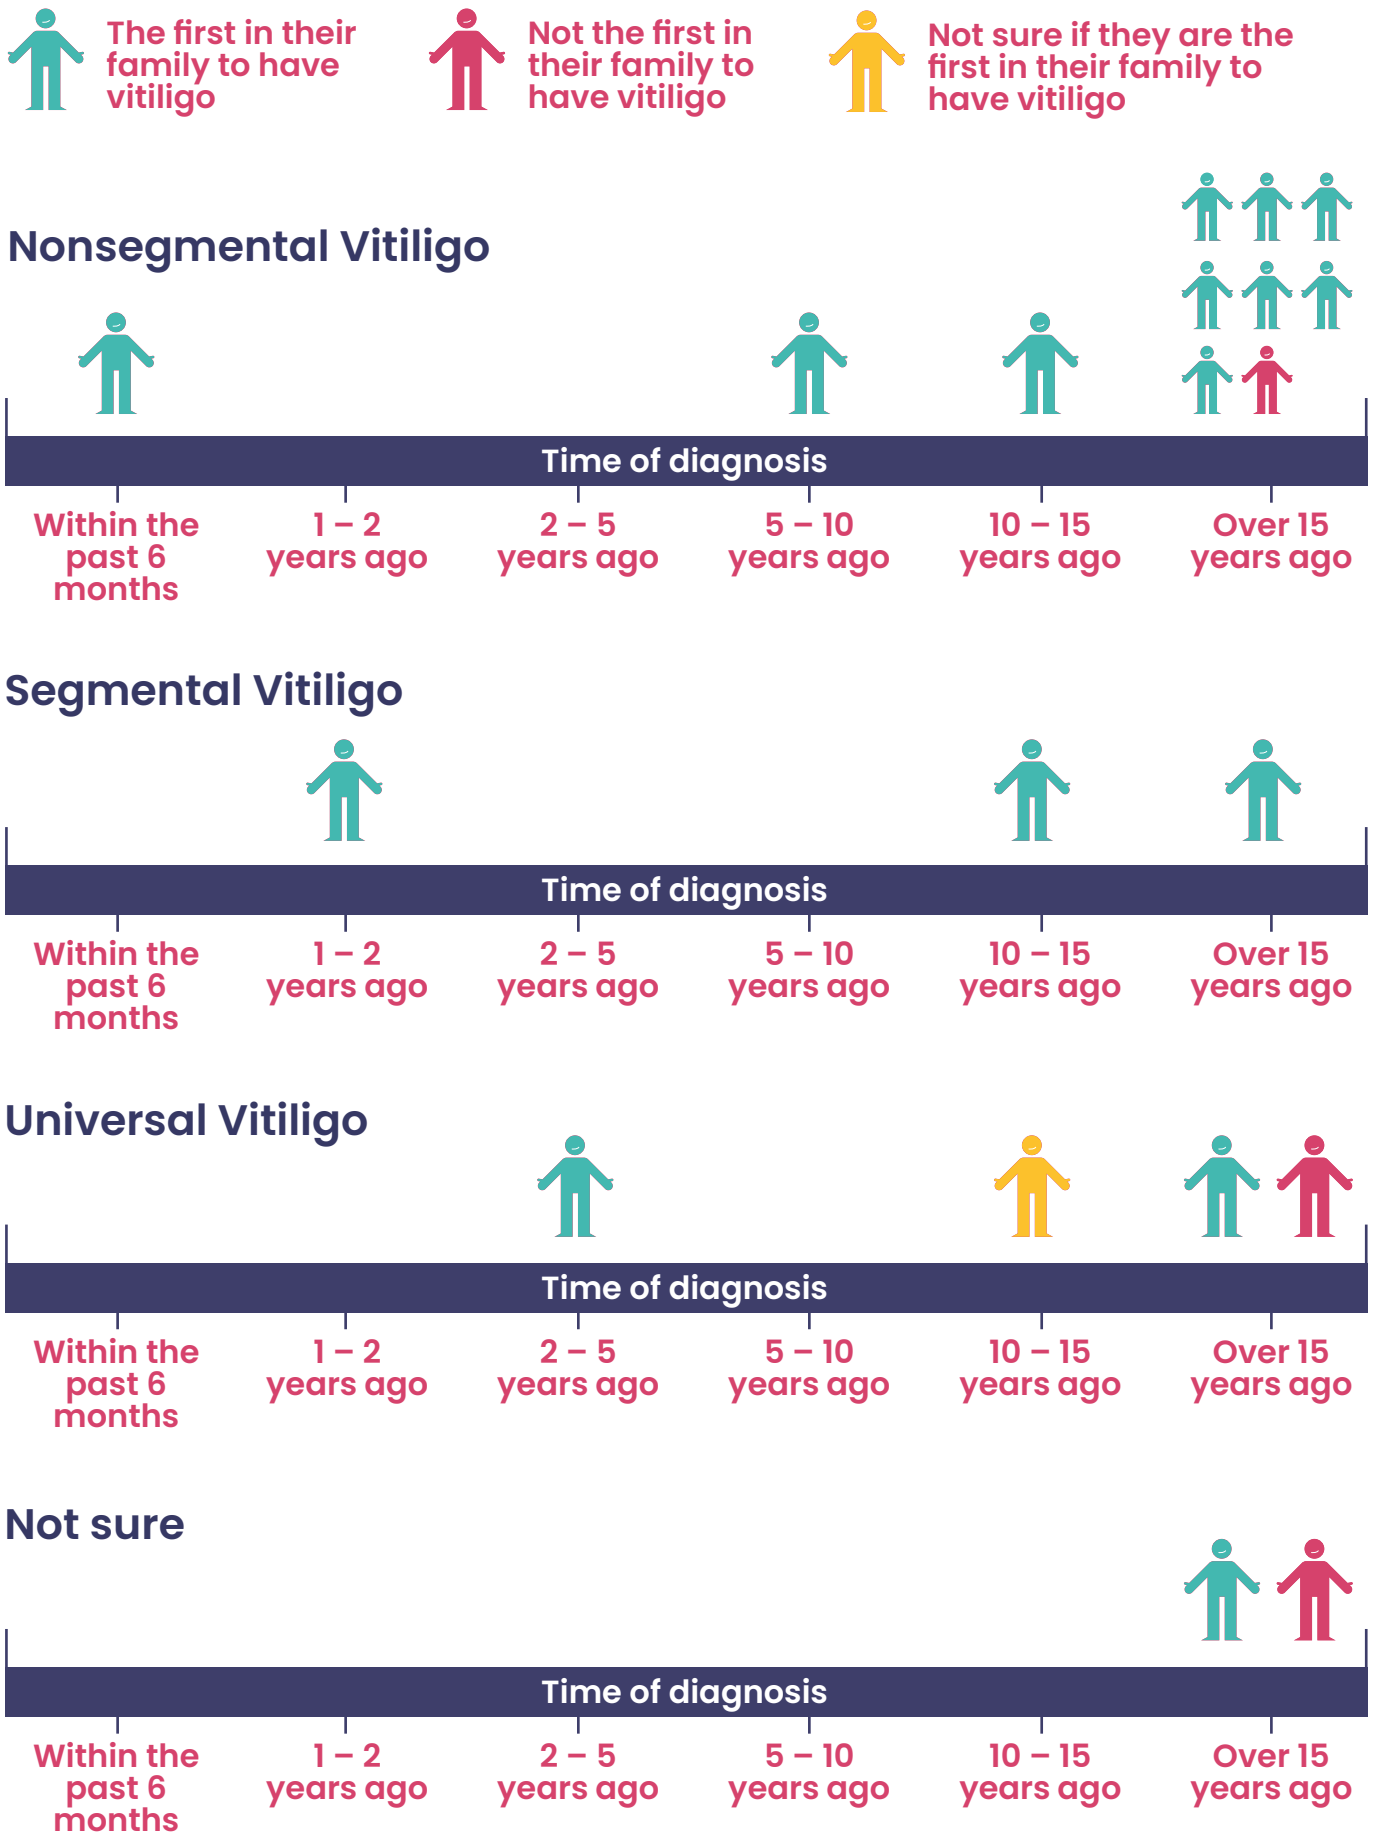 The first in their
family to have
vitiligo
Not the first in
their family to
have vitiligo
Not sure if they are the
first in their family to
have vitiligo
Nonsegmental Vitiligo
Time of diagnosis
Within the
past 6
months
1 – 2
years ago
2 – 5
years ago
5 – 10
years ago
10 – 15
years ago
Over 15
years ago
Segmental Vitiligo
Time of diagnosis
Within the
past 6
months
1 – 2
years ago
2 – 5
years ago
5 – 10
years ago
10 – 15
years ago
Over 15
years ago
Universal Vitiligo
Time of diagnosis
Within the
past 6
months
1 – 2
years ago
2 – 5
years ago
5 – 10
years ago
10 – 15
years ago
Over 15
years ago
Not sure
Time of diagnosis
Within the
past 6
months
1 – 2
years ago
2 – 5
years ago
5 – 10
years ago
10 – 15
years ago
Over 15
years ago